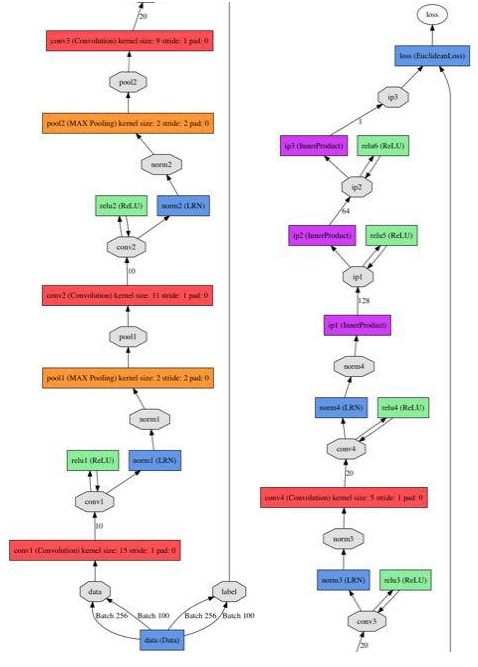 20
conv3 (Convolution) kernel size: 9 stride: 1 pad: 0
pool2
pool2 (MAX Pooling) kernel size: 2 stride: 2 pad: 0
norm2
relu2 (ReLU)
norm2 (LRN)
conv2
10
conv2 (Convolution) kernel size: 11 stride: 1 pad: 0
pool1
pool1 (MAX Pooling) kernel size: 2 stride: 2 pad: 0
norm1
relu1 (ReLU)
norm1 (LRN)
conv1
10
conv1 (Convolution) kernel size: 15 stride: 1 pad: 0
data
label
Batch 256
Batch 100
Batch 256
Batch 100
data (Data)
loss
loss (EuclideanLoss)
ip3
1
ip3 (InnerProduct)
relu6 (ReLU)
ip2
64
ip2 (InnerProduct)
relu5 (ReLU)
ip1
128
ip1 (InnerProduct)
norm4
norm4 (LRN)
relu4 (ReLU)
conv4
20
conv4 (Convolution) kernel size: 5 stride: 1 pad: 0
norm3
norm3 (LRN)
relu3 (ReLU)
conv3
20